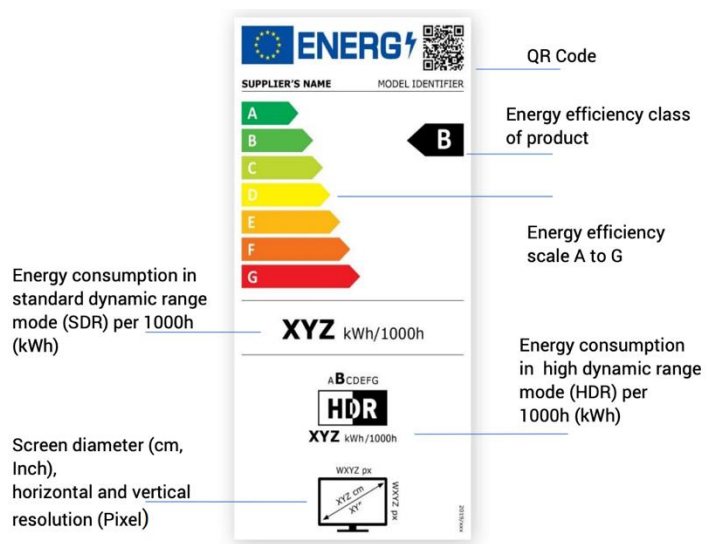 ENERG
SUPPLIER'S NAME MODEL IDENTIFIER
QR Code
A
B
C
D
E
F
G
B
Energy efficiency class
of product
Energy efficiency
scale A to G
Energy consumption in
standard dynamic range
mode (SDR) per 1000h
(kWh)
XYZ kWh/1000h
ABCDEFG
HDR
XYZ kWh/1000h
Energy consumption
in high dynamic range
mode (HDR) per
1000h (kWh)
Screen diameter (cm,
Inch),
horizontal and vertical
resolution (Pixel)
WXYZ px
XYZ cm
XY"
WXYZ px
2019/xxx